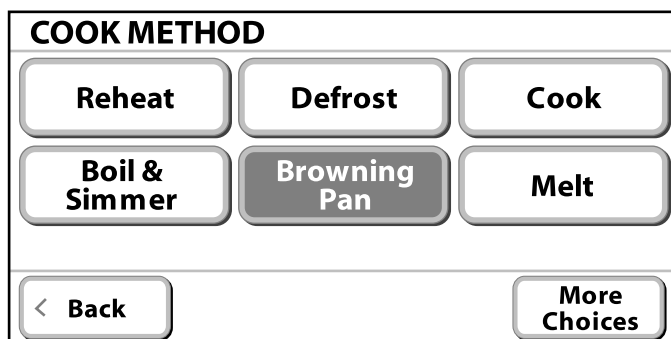 COOK METHOD
Reheat
Defrost
Cook
Boil &
Simmer
Browning
Pan
Melt
< Back
More
Choices